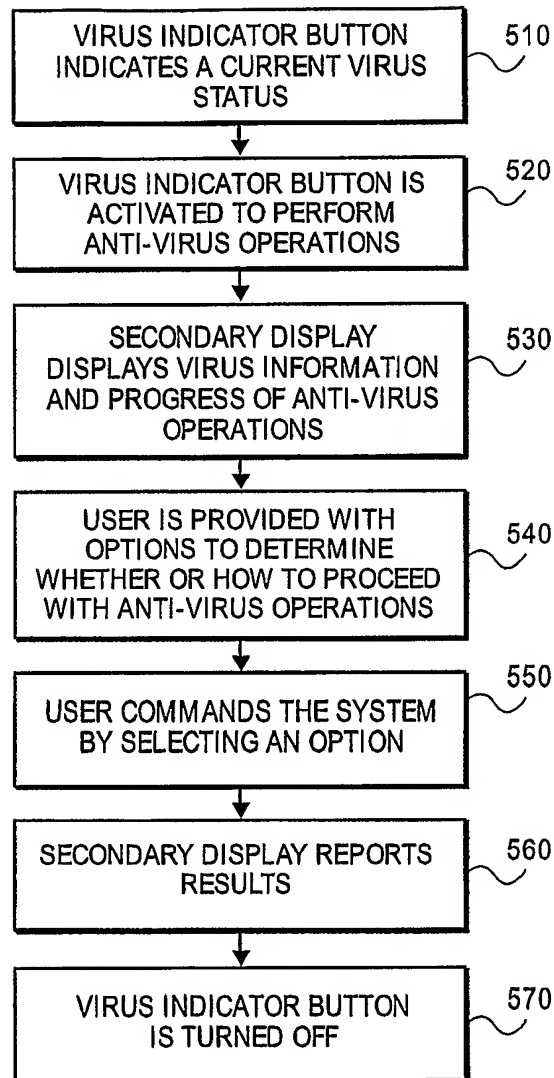 VIRUS INDICATOR BUTTON
INDICATES A CURRENT VIRUS
STATUS
510
VIRUS INDICATOR BUTTON IS
ACTIVATED TO PERFORM
ANTI-VIRUS OPERATIONS
520
SECONDARY DISPLAY
DISPLAYS VIRUS INFORMATION
AND PROGRESS OF ANTI-VIRUS
OPERATIONS
530
USER IS PROVIDED WITH
OPTIONS TO DETERMINE
WHETHER OR HOW TO PROCEED
WITH ANTI-VIRUS OPERATIONS
540
USER COMMANDS THE SYSTEM
BY SELECTING AN OPTION
550
SECONDARY DISPLAY REPORTS
RESULTS
560
VIRUS INDICATOR BUTTON
IS TURNED OFF
570